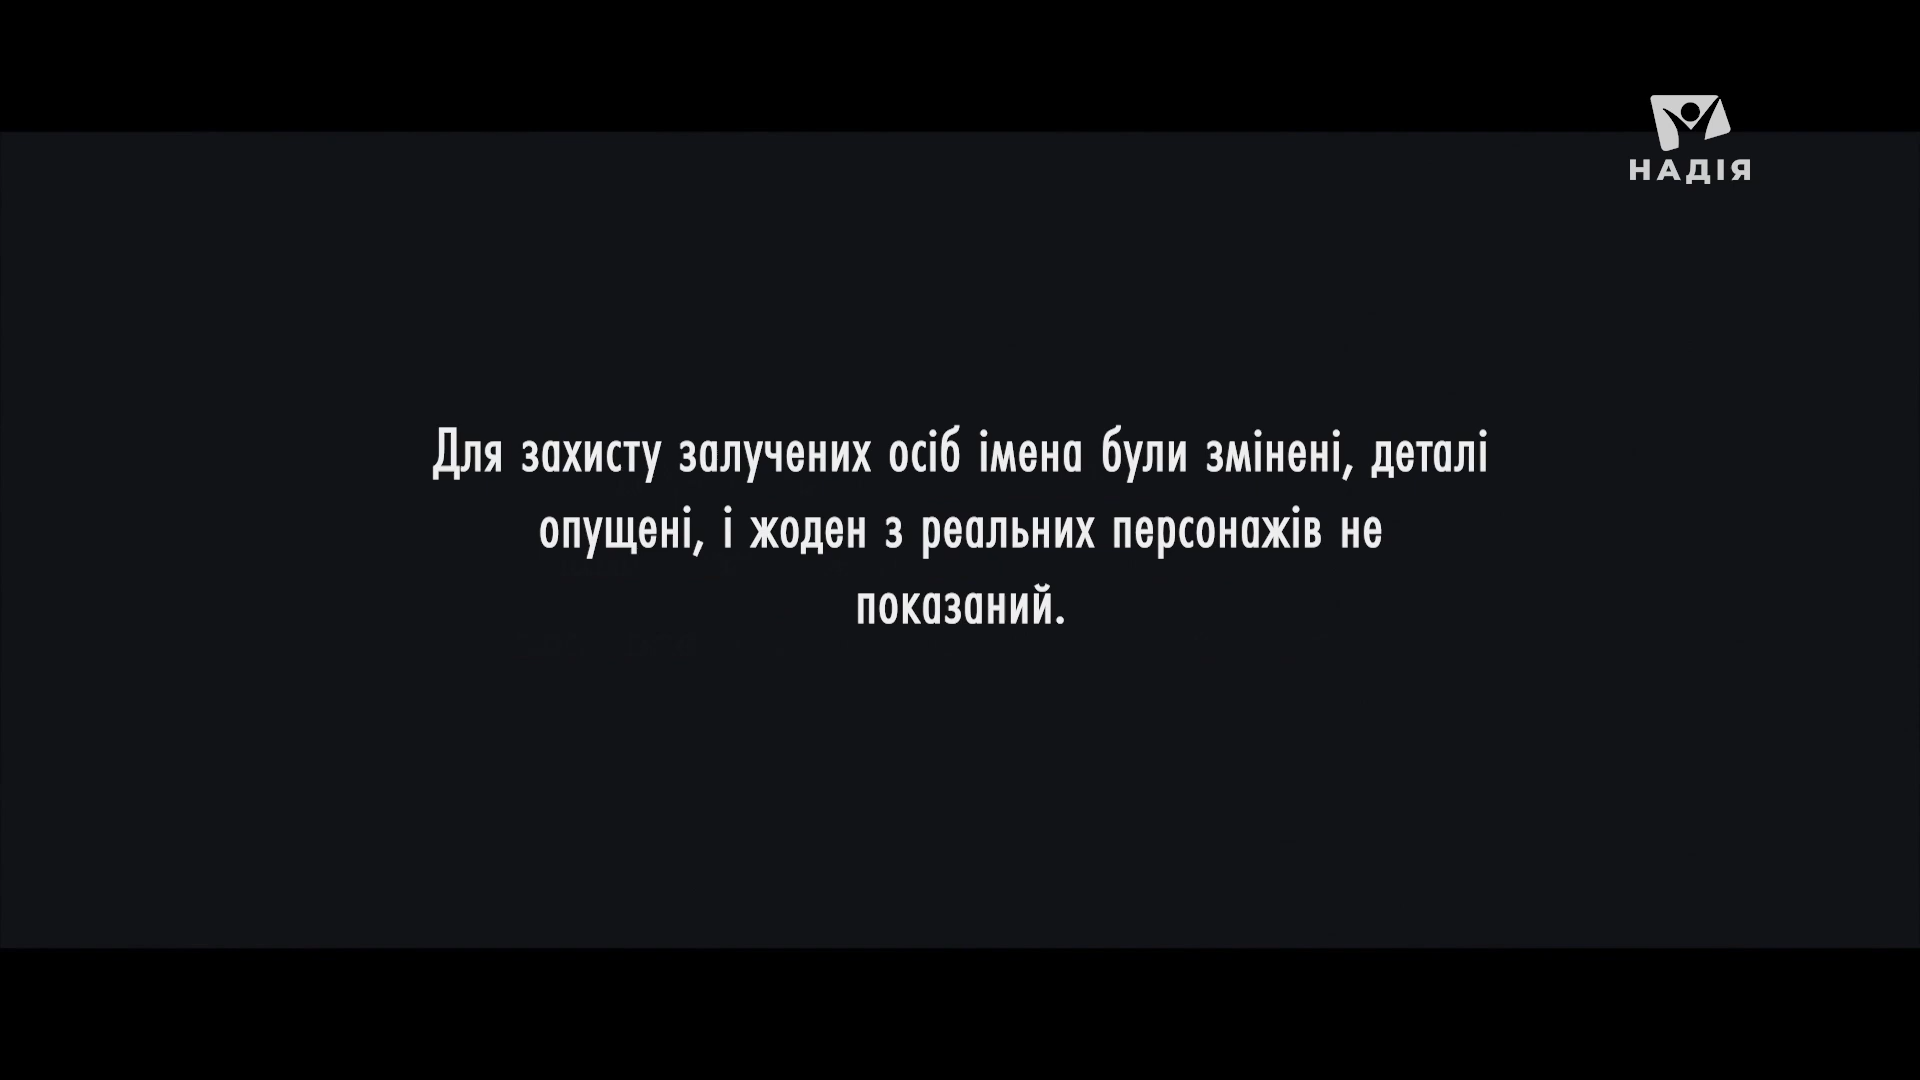 НАДІЯ
Для захисту залучених осіб імена були змінені, деталі
опущені, і жоден з реальних персонажів не
показаний.